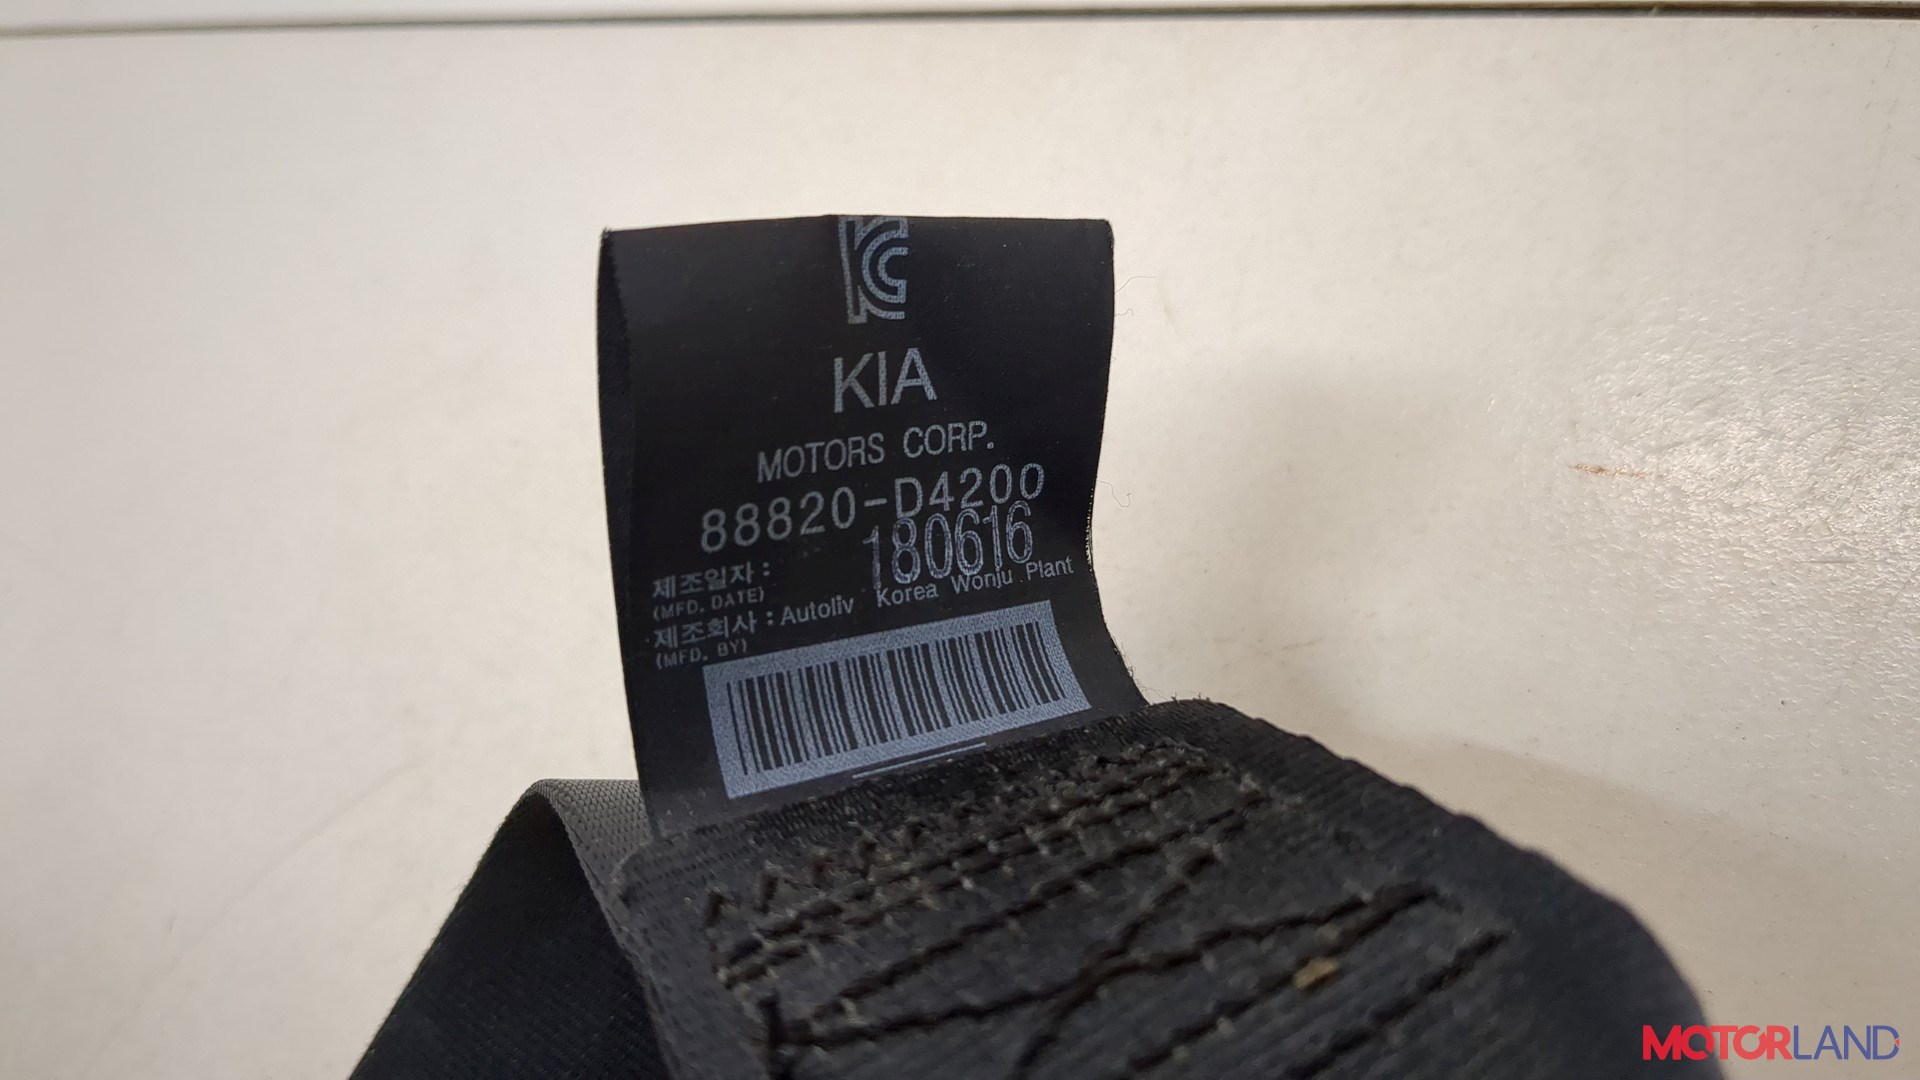 KC
KIA
MOTORS CORP.
88820-D4200
제조일자 : 180616
(MFD. DATE)
제조회사 : Autoliv Korea Wonju Plant
(MFD. BY)
MOTORLAND